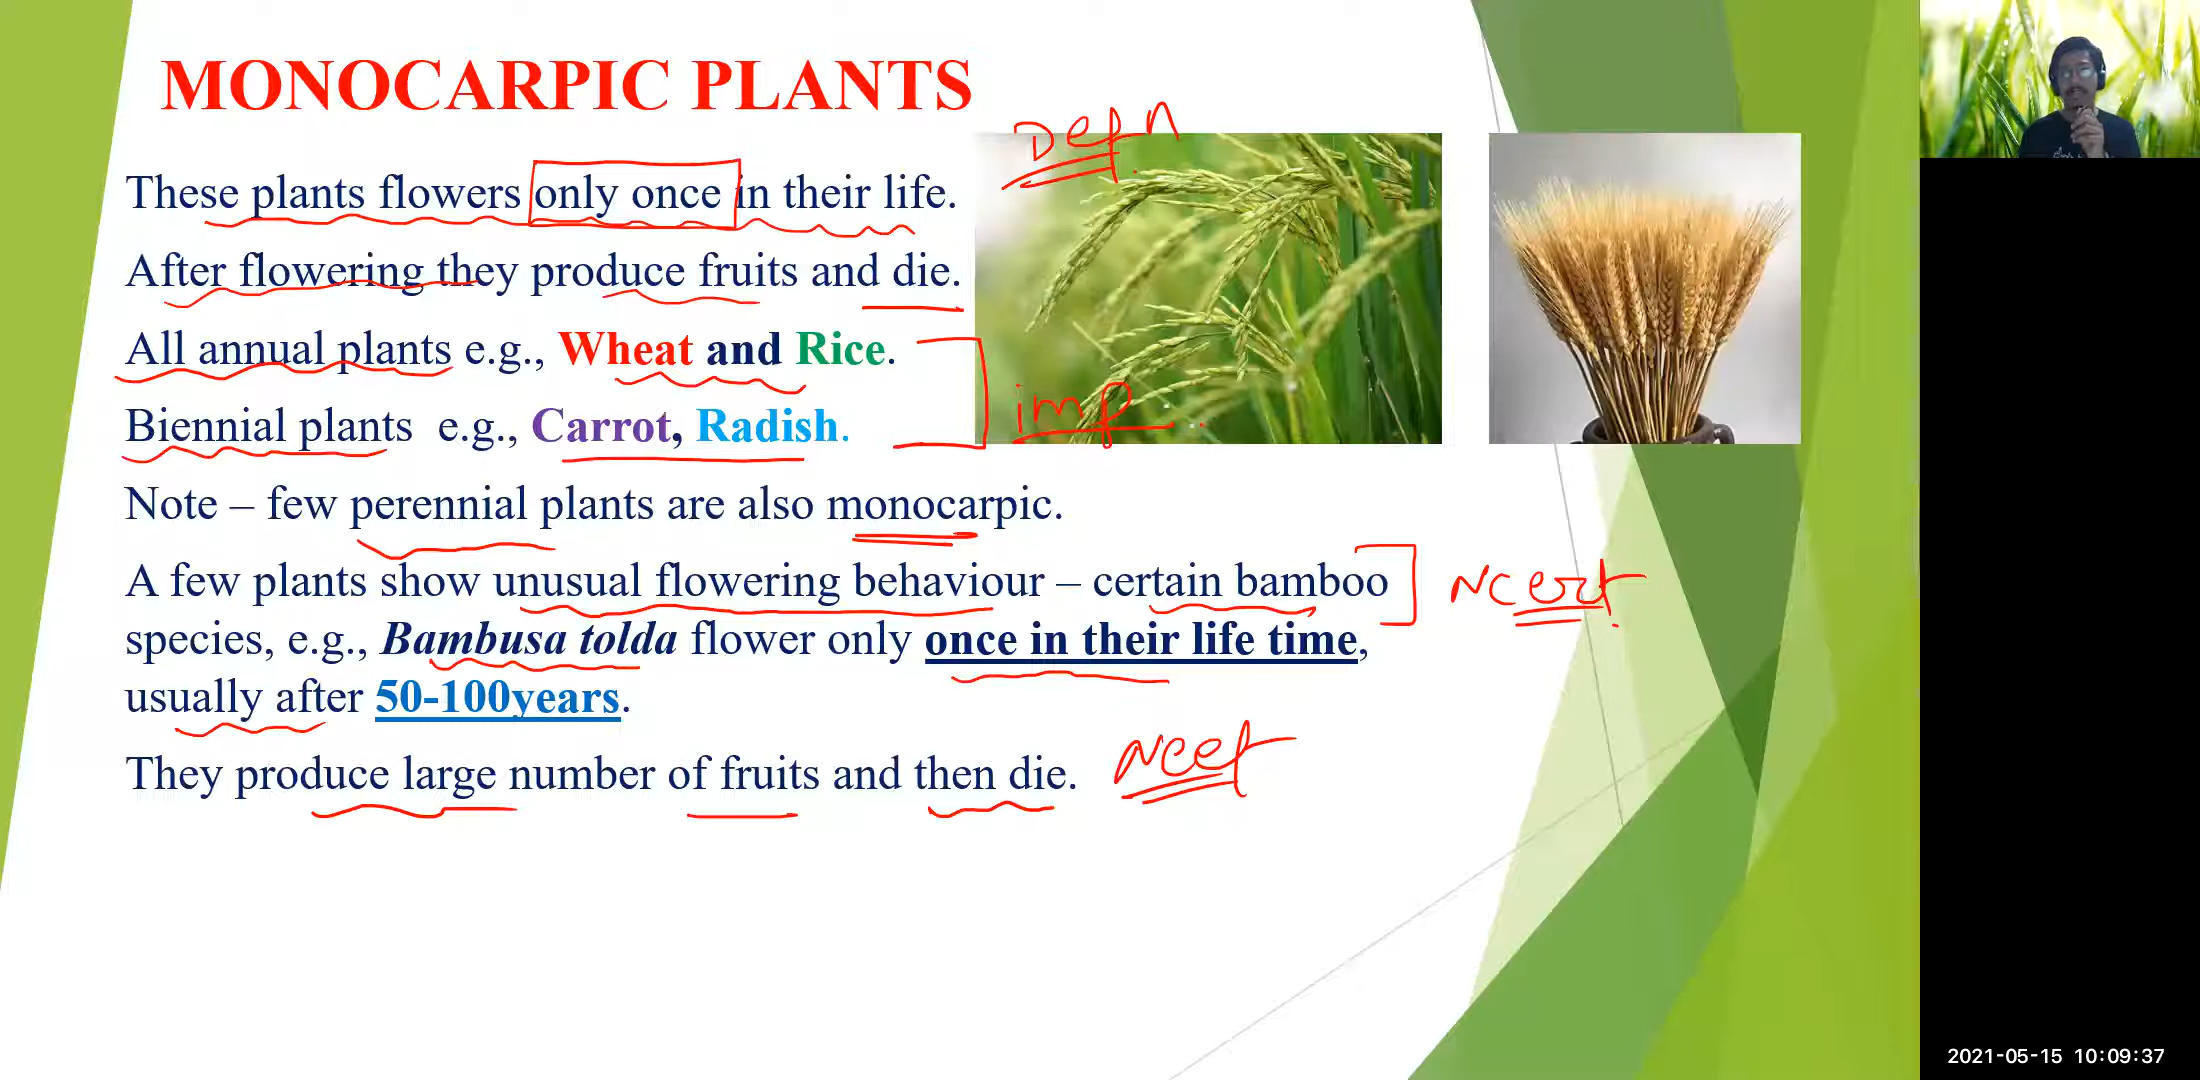 MONOCARPIC PLANTS
Defn
These plants flowers only once in their life.
After flowering they produce fruits and die.
All annual plants e.g., Wheat and Rice.
imp
Biennial plants e.g., Carrot, Radish.
Note – few perennial plants are also monocarpic.
A few plants show unusual flowering behaviour – certain bamboo
Ncert
species, e.g., Bambusa tolda flower only once in their life time,
usually after 50-100years.
They produce large number of fruits and then die.
Neet
2021-05-15 10:09:37